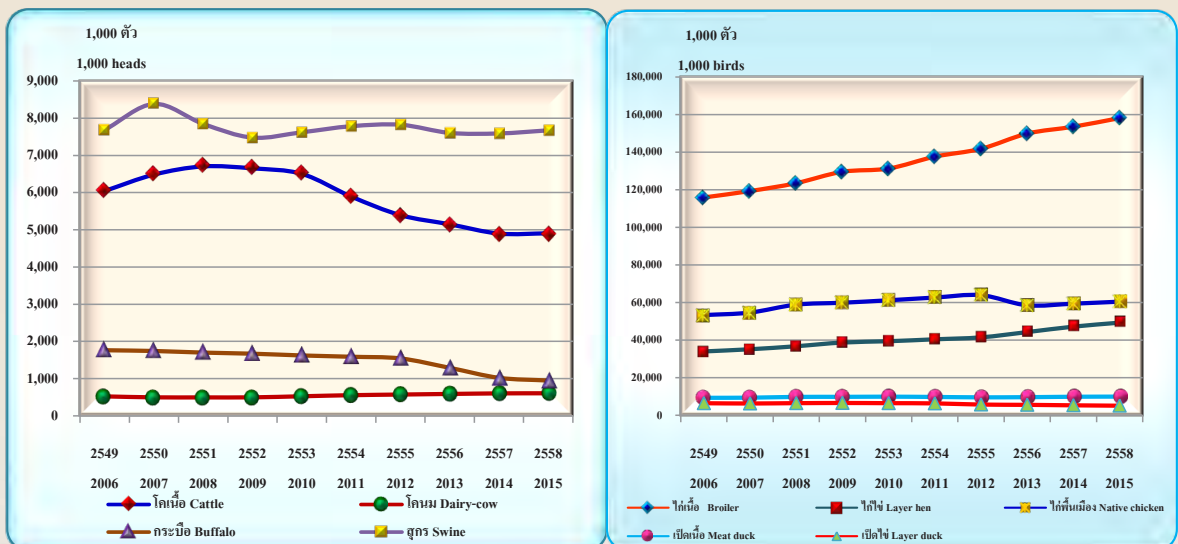 1,000 ตัว
1,000 heads
9,000
8,000
7,000
6,000
5,000
4,000
3,000
2,000
1,000
0
2549 2550 2551 2552 2553 2554 2555 2556 2557 2558
2006 2007 2008 2009 2010 2011 2012 2013 2014 2015
โคเนื้อ Cattle โคนม Dairy-cow
กระบือ Buffalo สุกร Swine
1,000 ตัว
1,000 birds
180,000
160,000
140,000
120,000
100,000
80,000
60,000
40,000
20,000
0
2549 2550 2551 2552 2553 2554 2555 2556 2557 2558
2006 2007 2008 2009 2010 2011 2012 2013 2014 2015
ไก่เนื้อ Broiler ไก่ไข่ Layer hen ไก่พื้นเมือง Native chicken
เป็ดเนื้อ Meat duck เป็ดไข่ Layer duck